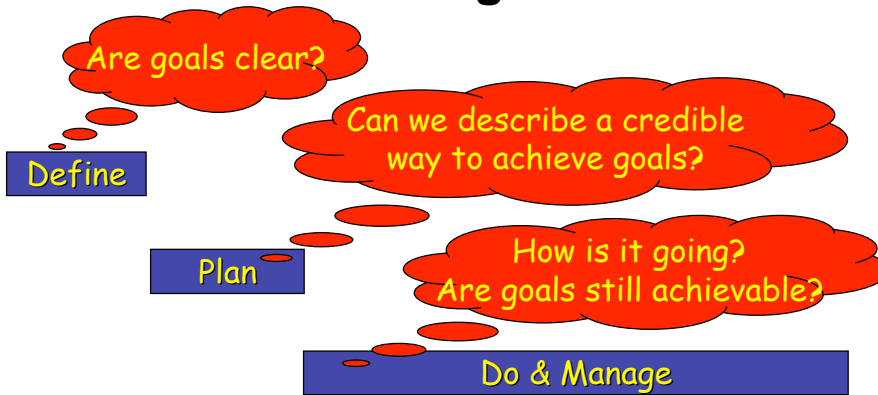 Are goals clear?
Can we describe a credible
way to achieve goals?
Define
How is it going?
Are goals still achievable?
Plan
Do & Manage